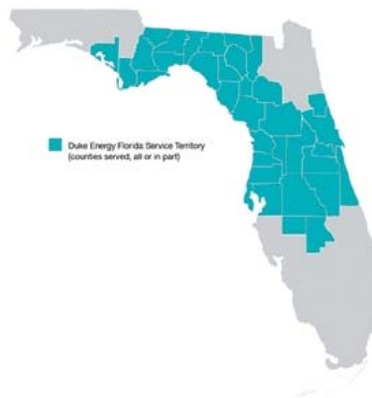 Duke Energy Florida Service Territory
(counties served, all or in part)